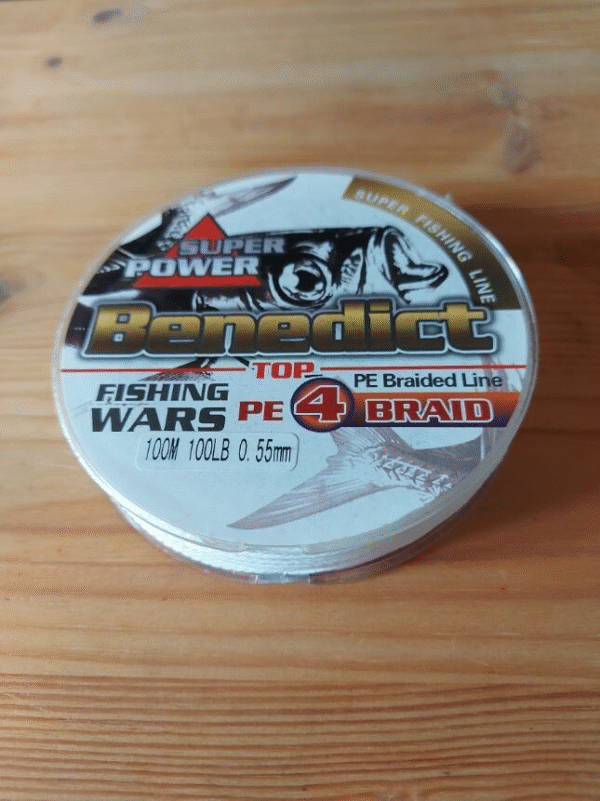 SUPER FISHING LINE
SUPER
POWER
Benedict
TOP
FISHING
WARS
PE Braided Line
PE 4 BRAID
100M 100LB 0.55mm